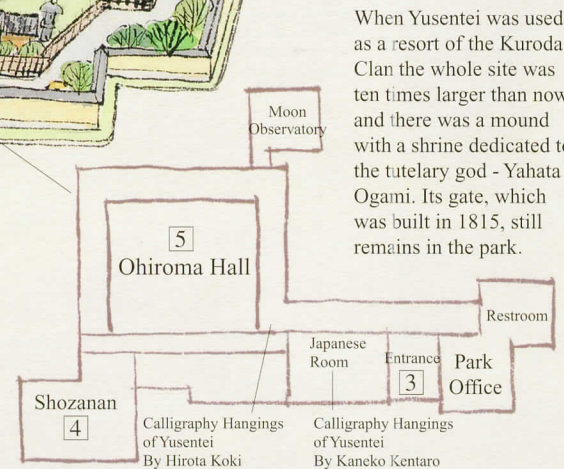 When Yusentei was used
as a resort of the Kuroda
Clan the whole site was
ten times larger than now
and there was a mound
with a shrine dedicated to
the tutelary god - Yahata
Ogami. Its gate, which
was built in 1815, still
remains in the park.
Moon
Observatory
5
Ohiroma Hall
Restroom
Japanese
Room
Entrance
3
Park
Office
Shozanan
4
Calligraphy Hangings
of Yusentei
By Hirota Koki
Calligraphy Hangings
of Yusentei
By Kaneko Kentaro